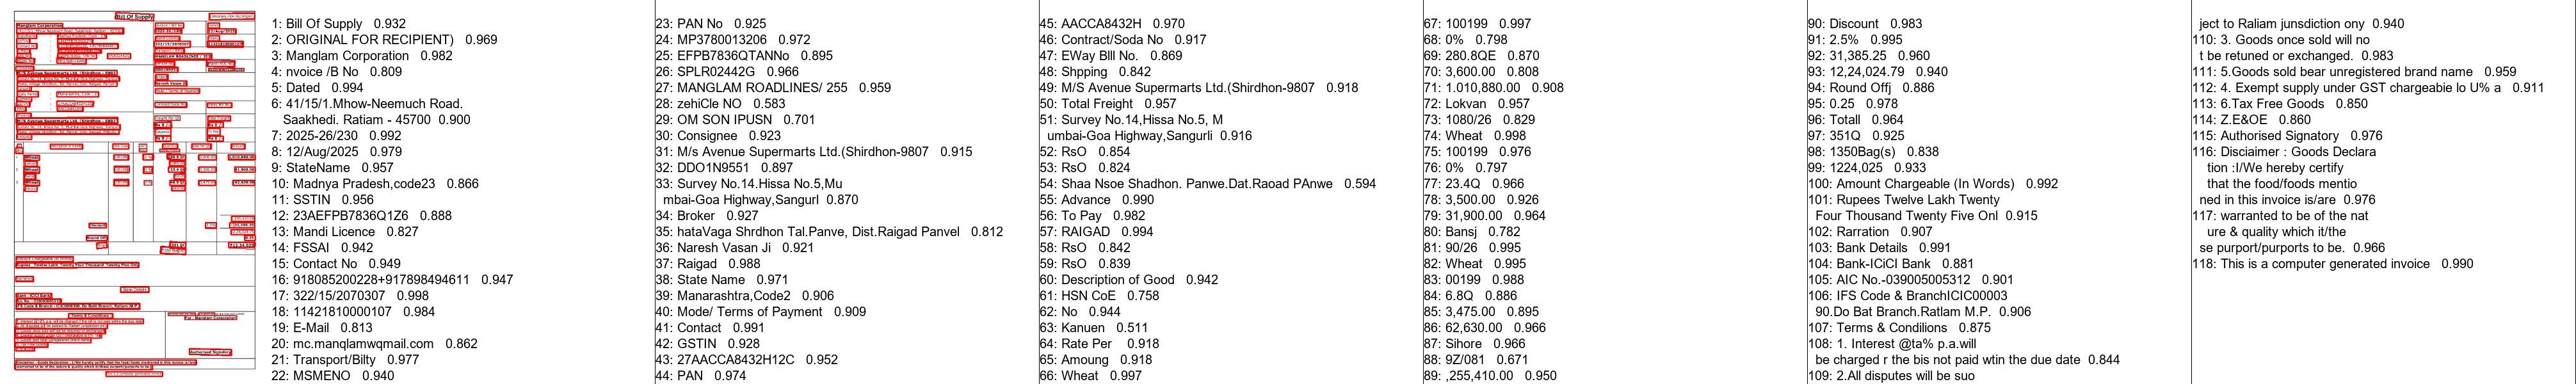 1: Bill Of Supply 0.932
2: ORIGINAL FOR RECIPIENT) 0.969
3: Manglam Corporation 0.982
4: nvoice /B No 0.809
5: Dated 0.994
6: 41/15/1.Mhow-Neemuch Road.
Saakhedi. Ratiam - 45700 0.900
7: 2025-26/230 0.992
8: 12/Aug/2025 0.979
9: StateName 0.957
10: Madnya Pradesh,code23 0.866
11: SSTIN 0.956
12: 23AEFPB7836Q1Z6 0.888
13: Mandi Licence 0.827
14: FSSAI 0.942
15: Contact No 0.949
16: 918085200228+917898494611 0.947
17: 322/15/2070307 0.998
18: 11421810000107 0.984
19: E-Mail 0.813
20: mc.manqlamwqmail.com 0.862
21: Transport/Bilty 0.977
22: MSMENO 0.940
23: PAN No 0.925
24: MP3780013206 0.972
25: EFPB7836QTANNo 0.895
26: SPLR02442G 0.966
27: MANGLAM ROADLINES/ 255 0.959
28: zehiCle NO 0.583
29: OM SON IPUSN 0.701
30: Consignee 0.923
31: M/s Avenue Supermarts Ltd.(Shirdhon-9807 0.915
32: DDO1N9551 0.897
33: Survey No.14.Hissa No.5,Mu
mbai-Goa Highway,Sangurl 0.870
34: Broker 0.927
35: hataVaga Shrdhon Tal.Panve, Dist.Raigad Panvel 0.812
36: Naresh Vasan Ji 0.921
37: Raigad 0.988
38: State Name 0.971
39: Manarashtra,Code2 0.906
40: Mode/ Terms of Payment 0.909
41: Contact 0.991
42: GSTIN 0.928
43: 27AACCA8432H12C 0.952
44: PAN 0.974
45: AACCA8432H 0.970
46: Contract/Soda No 0.917
47: EWay Blll No. 0.869
48: Shpping 0.842
49: M/S Avenue Supermarts Ltd.(Shirdhon-9807 0.918
50: Total Freight 0.957
51: Survey No.14,Hissa No.5, M
umbai-Goa Highway,Sangurli 0.916
52: RsO 0.854
53: RsO 0.824
54: Shaa Nsoe Shadhon. Panwe.Dat.Raoad PAnwe 0.594
55: Advance 0.990
56: To Pay 0.982
57: RAIGAD 0.994
58: RsO 0.842
59: RsO 0.839
60: Description of Good 0.942
61: HSN CoE 0.758
62: No 0.944
63: Kanuen 0.511
64: Rate Per 0.918
65: Amoung 0.918
66: Wheat 0.997
67: 100199 0.997
68: 0% 0.798
69: 280.8QE 0.870
70: 3,600.00 0.808
71: 1.010,880.00 0.908
72: Lokvan 0.957
73: 1080/26 0.829
74: Wheat 0.998
75: 100199 0.976
76: 0% 0.797
77: 23.4Q 0.966
78: 3,500.00 0.926
79: 31,900.00 0.964
80: Bansj 0.782
81: 90/26 0.995
82: Wheat 0.995
83: 00199 0.988
84: 6.8Q 0.886
85: 3,475.00 0.895
86: 62,630.00 0.966
87: Sihore 0.966
88: 9Z/081 0.671
89: ,255,410.00 0.950
90: Discount 0.983
91: 2.5% 0.995
92: 31,385.25 0.960
93: 12,24,024.79 0.940
94: Round Offj 0.886
95: 0.25 0.978
96: Totall 0.964
97: 351Q 0.925
98: 1350Bag(s) 0.838
99: 1224,025 0.933
100: Amount Chargeable (In Words) 0.992
101: Rupees Twelve Lakh Twenty
Four Thousand Twenty Five Onl 0.915
102: Rarration 0.907
103: Bank Details 0.991
104: Bank-ICiCI Bank 0.881
105: AIC No.-039005005312 0.901
106: IFS Code & BranchICIC00003
90.Do Bat Branch.Ratlam M.P. 0.906
107: Terms & Condilions 0.875
108: 1. Interest @ta% p.a.will
be charged r the bis not paid wtin the due date 0.844
109: 2.All disputes will be suo
ject to Raliam junsdiction ony 0.940
110: 3. Goods once sold will no
t be retuned or exchanged. 0.983
111: 5.Goods sold bear unregistered brand name 0.959
112: 4. Exempt supply under GST chargeabie lo U% a 0.911
113: 6.Tax Free Goods 0.850
114: Z.E&OE 0.860
115: Authorised Signatory 0.976
116: Disciaimer : Goods Declara
tion :I/We hereby certify
that the food/foods mentio
ned in this invoice is/are 0.976
117: warranted to be of the nat
ure & quality which it/the
se purport/purports to be. 0.966
118: This is a computer generated invoice 0.990